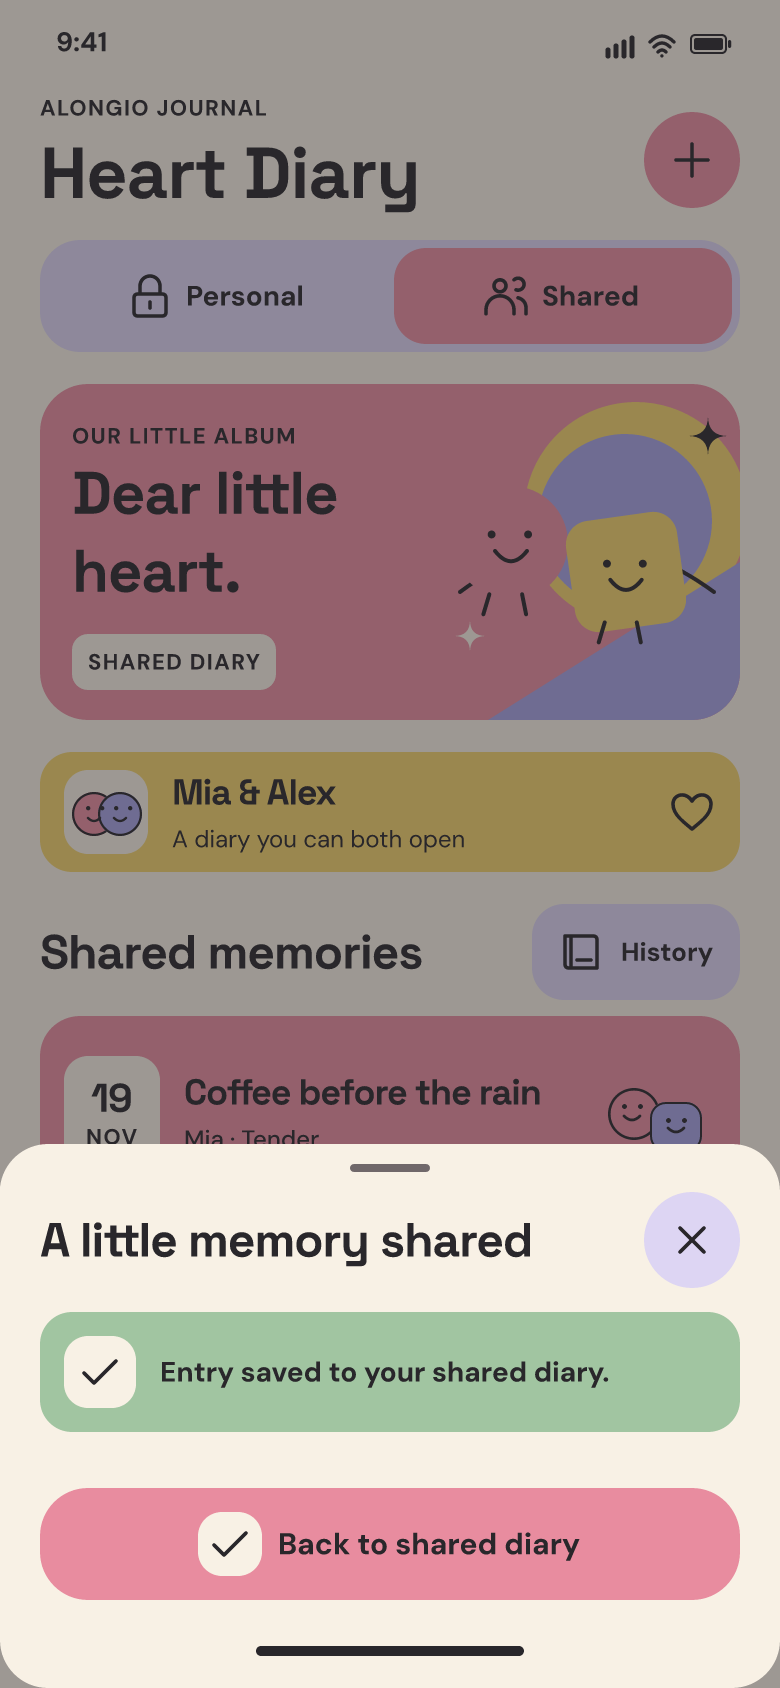 9:41
ALONGIO JOURNAL
Heart Diary
Personal
Shared
OUR LITTLE ALBUM
Dear little
heart.
SHARED DIARY
Mia & Alex
A diary you can both open
Shared memories
History
19
NOV
Coffee before the rain
Mia · Tender
A little memory shared
Entry saved to your shared diary.
Back to shared diary